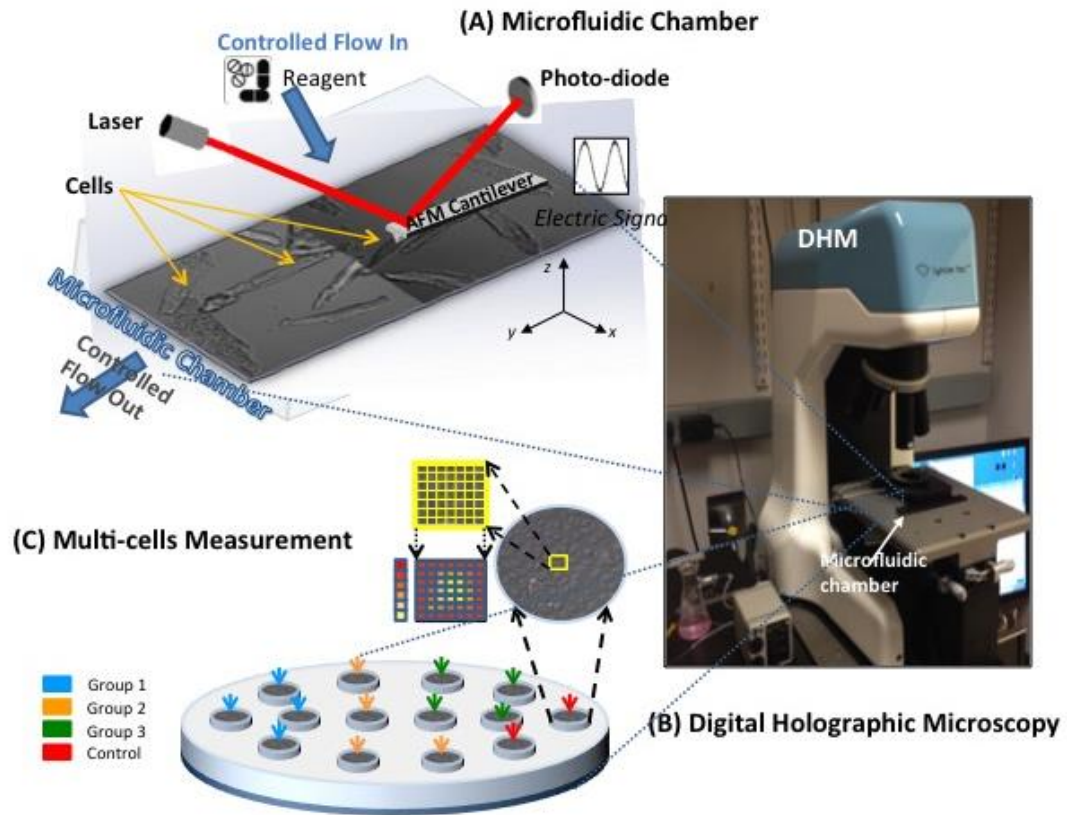 (A) Microfluidic Chamber
Controlled Flow In
Reagent
Photo-diode
Laser
Cells
AFM Cantilever
Electric Signa
z
y
x
Microfluidic Chamber
Controlled
Flow Out
DHM
Microfluidic
chamber
(C) Multi-cells Measurement
Group 1
Group 2
Group 3
Control
(B) Digital Holographic Microscopy